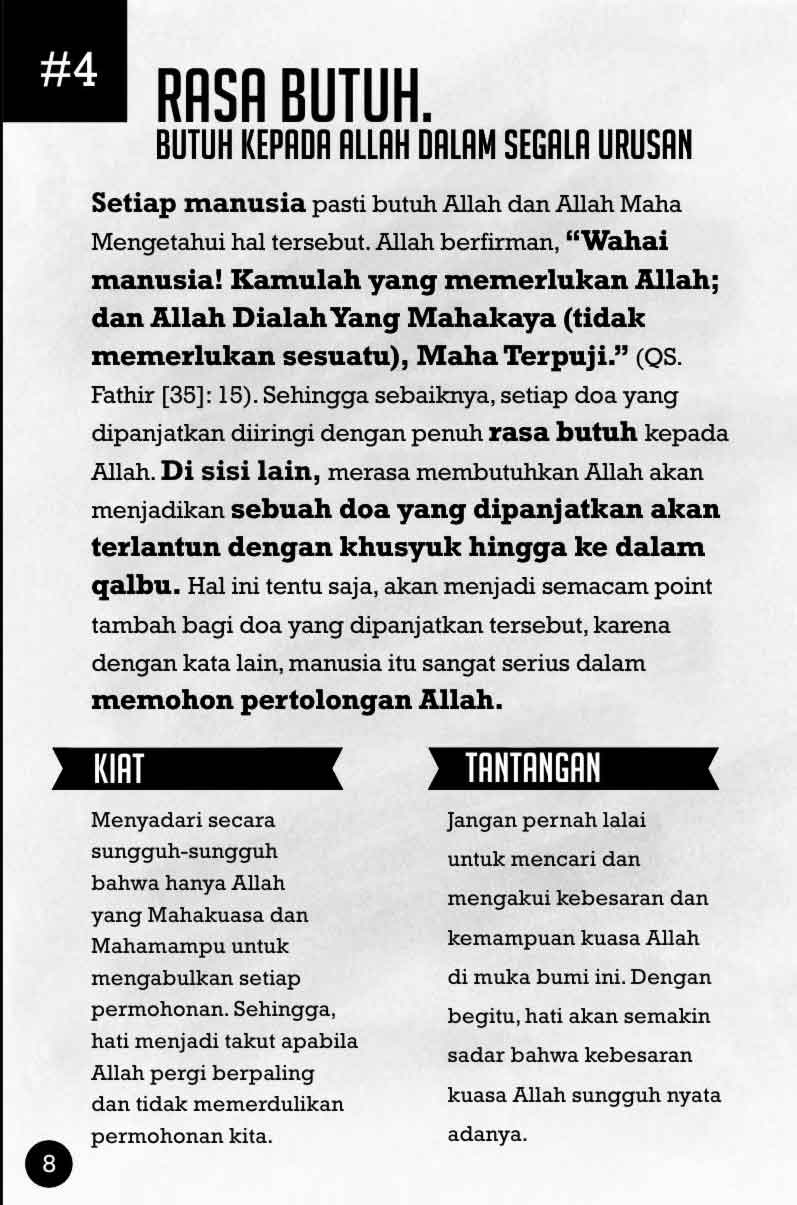 #4
RASA BUTUH.
BUTUH KEPADA ALLAH DALAM SEGALA URUSAN
Setiap manusia pasti butuh Allah dan Allah Maha
Mengetahui hal tersebut. Allah berfirman, “Wahai
manusia! Kamulah yang memerlukan Allah;
dan Allah Dialah Yang Mahakaya (tidak
memerlukan sesuatu), Maha Terpuji.” (QS.
Fathir [35]: 15). Sehingga sebaiknya, setiap doa yang
dipanjatkan diiringi dengan penuh rasa butuh kepada
Allah. Di sisi lain, merasa membutuhkan Allah akan
menjadikan sebuah doa yang dipanjatkan akan
terlantun dengan khusyuk hingga ke dalam
qalbu. Hal ini tentu saja, akan menjadi semacam point
tambah bagi doa yang dipanjatkan tersebut, karena
dengan kata lain, manusia itu sangat serius dalam
memohon pertolongan Allah.
KIAT
Menyadari secara
sungguh-sungguh
bahwa hanya Allah
yang Mahakuasa dan
Mahamampu untuk
mengabulkan setiap
permohonan. Sehingga,
hati menjadi takut apabila
Allah pergi berpaling
dan tidak memerdulikan
permohonan kita.
TANTANGAN
Jangan pernah lalai
untuk mencari dan
mengakui kebesaran dan
kemampuan kuasa Allah
di muka bumi ini. Dengan
begitu, hati akan semakin
sadar bahwa kebesaran
kuasa Allah sungguh nyata
adanya.
8